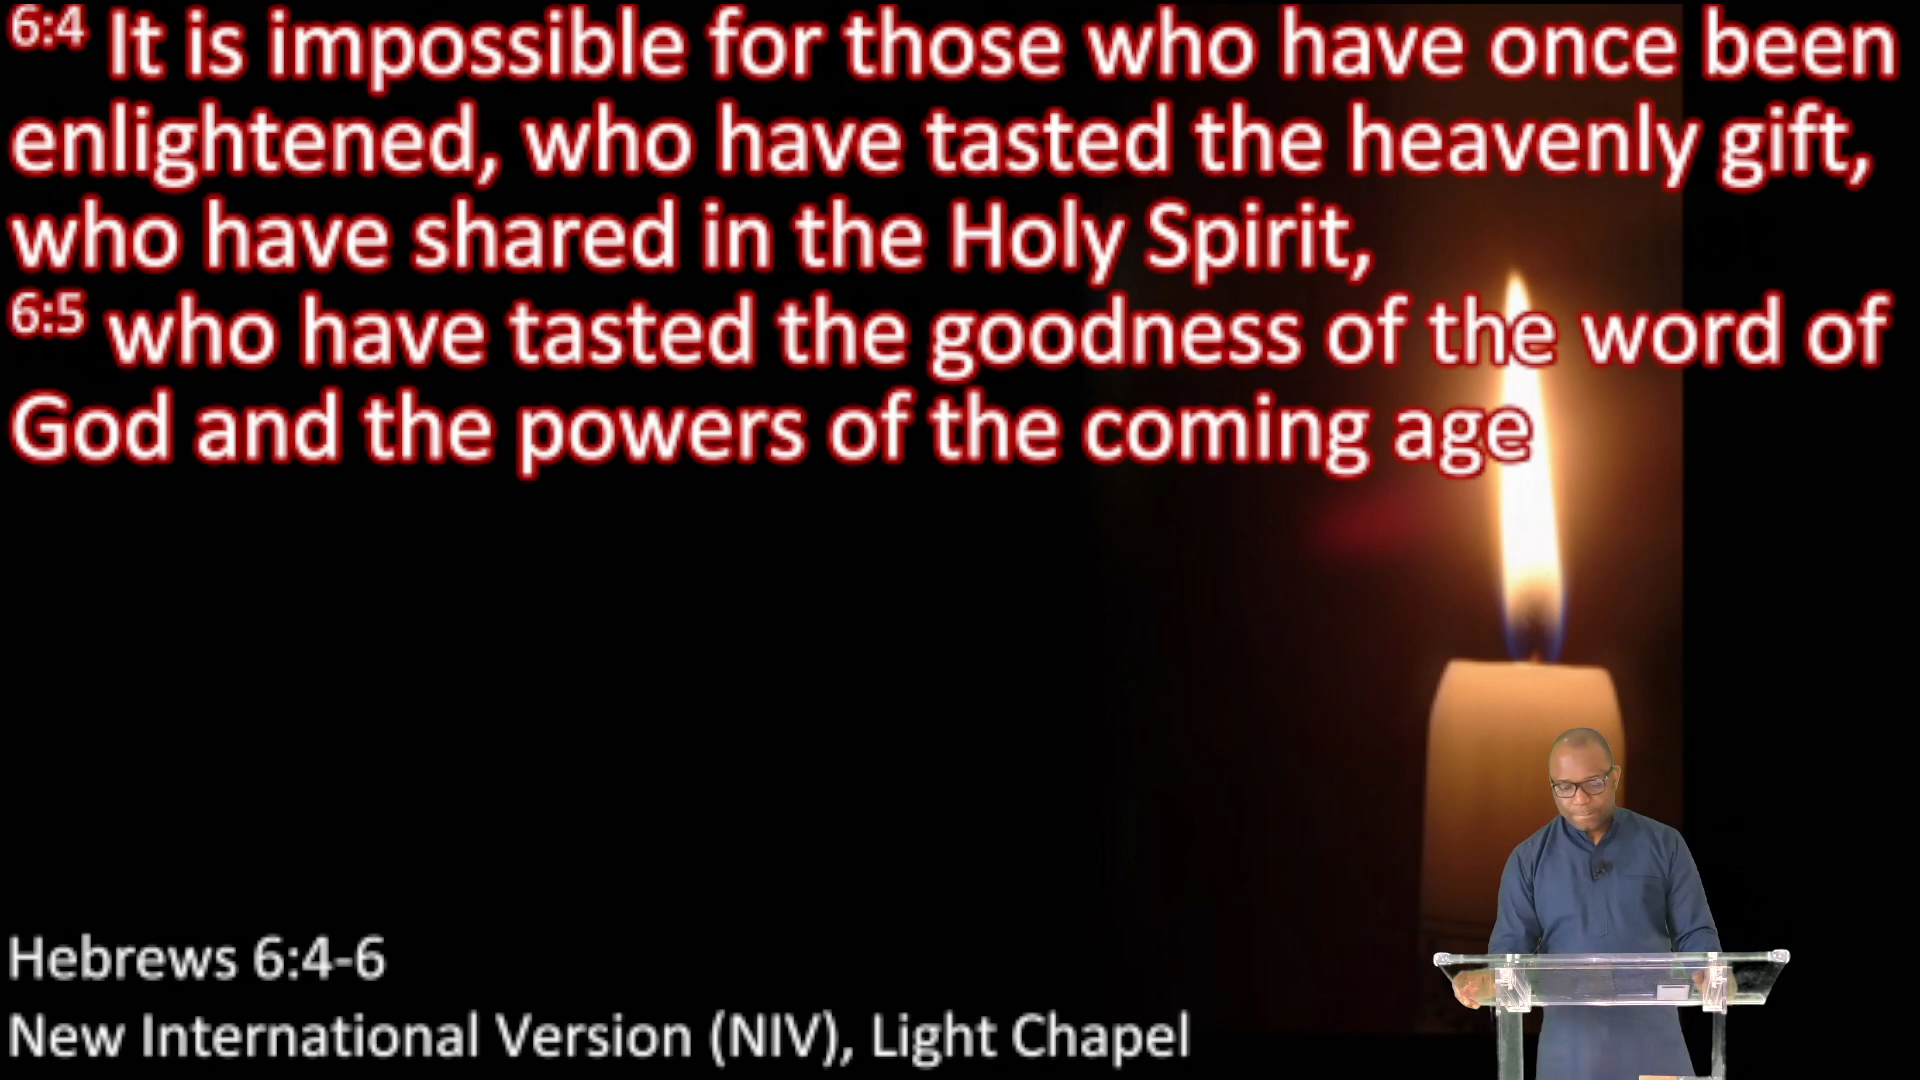 6:4 It is impossible for those who have once been
enlightened, who have tasted the heavenly gift,
who have shared in the Holy Spirit,
6:5 who have tasted the goodness of the word of
God and the powers of the coming age
Hebrews 6:4-6
New International Version (NIV), Light Chapel